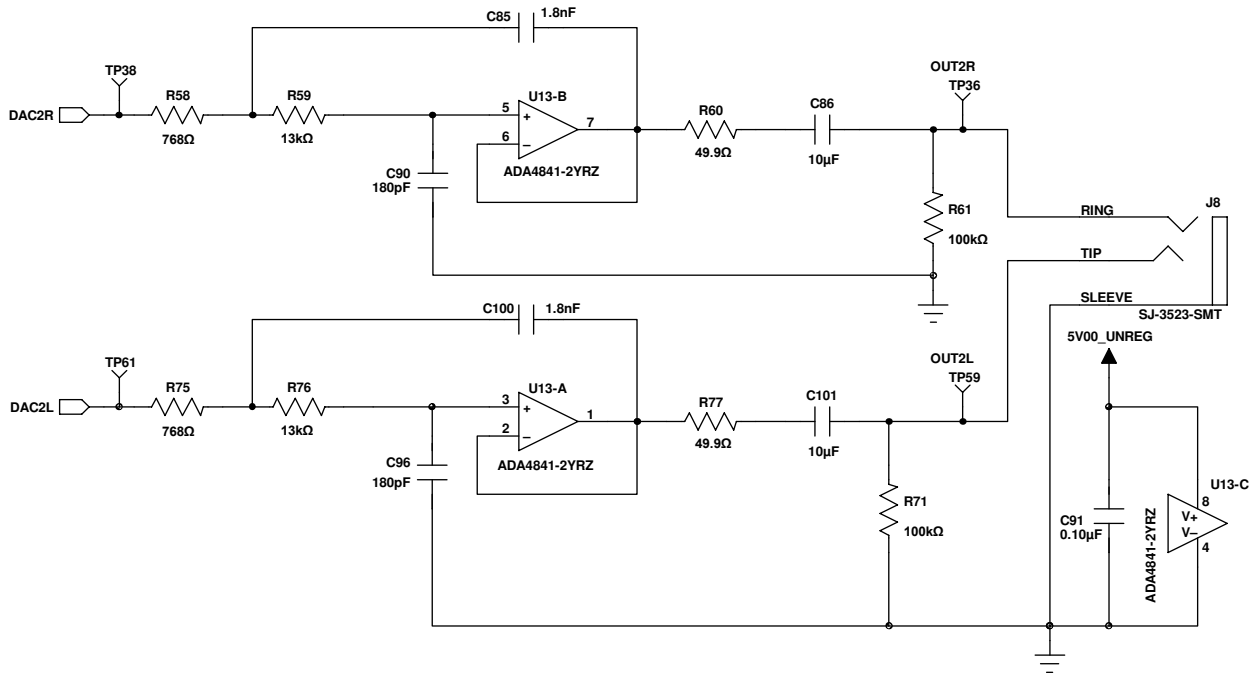 C85
1.8nF
TP38
DAC2R
R58
768Ω
R59
13kΩ
C90
180pF
U13-B
5
+
6
–
7
ADA4841-2YRZ
R60
49.9Ω
C86
10µF
OUT2R
TP36
R61
100kΩ
RING
TIP
SLEEVE
J8
SJ-3523-SMT
C100
1.8nF
TP61
DAC2L
R75
768Ω
R76
13kΩ
C96
180pF
U13-A
3
+
2
–
1
ADA4841-2YRZ
R77
49.9Ω
C101
10µF
OUT2L
TP59
R71
100kΩ
5V00_UNREG
C91
0.10µF
ADA4841-2YRZ
U13-C
8
V+
V–
4